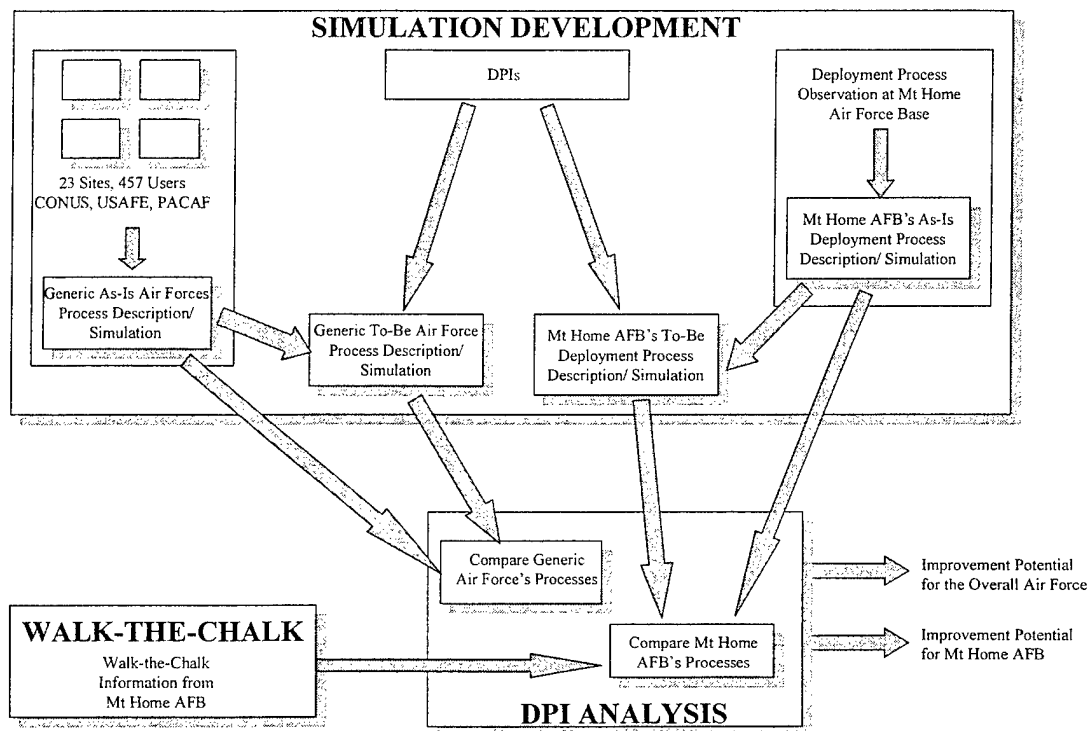 SIMULATION DEVELOPMENT
23 Sites, 457 Users
CONUS, USAFE, PACAF
Generic As-Is Air Forces
Process Description/
Simulation
DPIs
Generic To-Be Air Force
Process Description/
Simulation
Mt Home AFB's To-Be
Deployment Process
Description/ Simulation
Deployment Process
Observation at Mt Home
Air Force Base
Mt Home AFB's As-Is
Deployment Process
Description/ Simulation
Compare Generic
Air Force's Processes
Compare Mt Home
AFB's Processes
DPI ANALYSIS
WALK-THE-CHALK
Walk-the-Chalk
Information from
Mt Home AFB
Improvement Potential
for the Overall Air Force
Improvement Potential
for Mt Home AFB